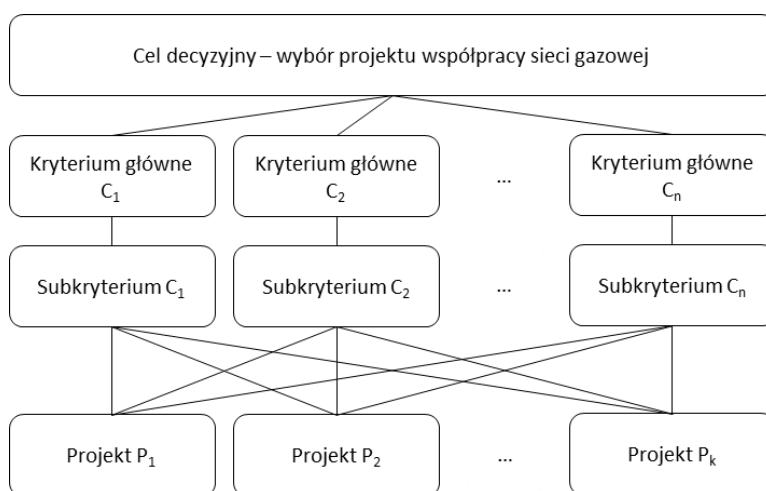 Cel decyzyjny – wybór projektu współpracy sieci gazowej
Kryterium główne
C₁
Kryterium główne
C₂
...
Kryterium główne
Cₙ
Subkryterium C₁
Subkryterium C₂
...
Subkryterium Cₙ
Projekt P₁
Projekt P₂
...
Projekt Pₖ